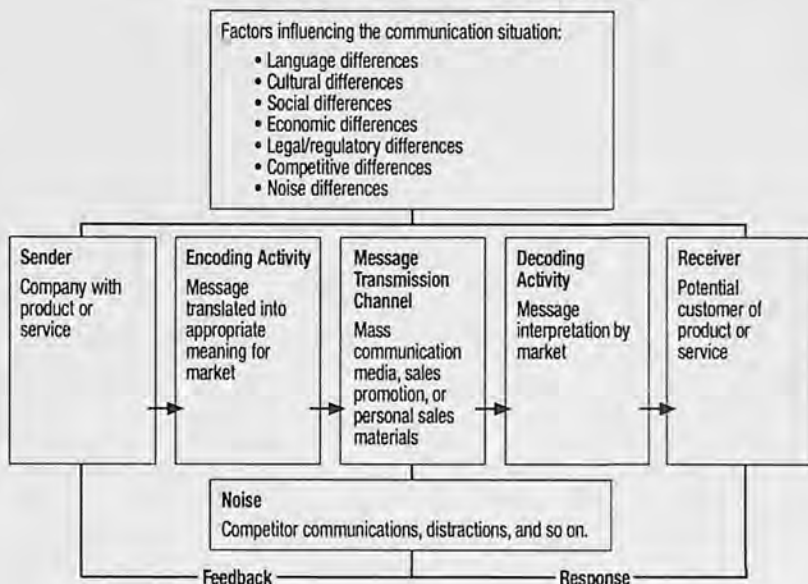 Factors influencing the communication situation:
• Language differences
• Cultural differences
• Social differences
• Economic differences
• Legal/regulatory differences
• Competitive differences
• Noise differences
Sender
Company with
product or
service
Encoding Activity
Message
translated into
appropriate
meaning for
market
Message
Transmission
Channel
Mass
communication
media, sales
promotion, or
personal sales
materials
Decoding
Activity
Message
interpretation by
market
Receiver
Potential
customer of
product or
service
Noise
Competitor communications, distractions, and so on.
Feedback
Response